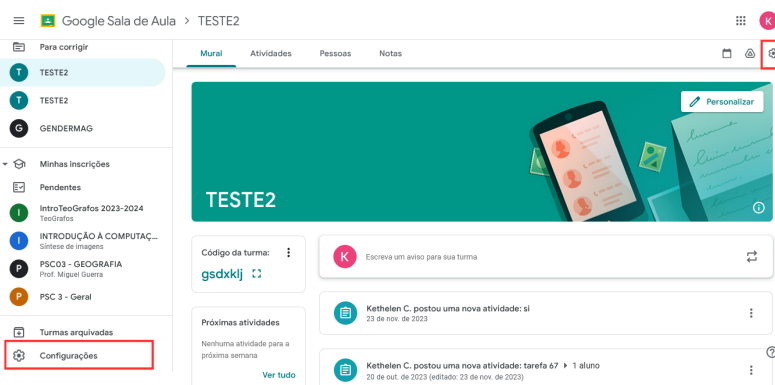 Google Sala de Aula > TESTE2
K
Para corrigir
T TESTE2
T TESTE2
G GENDERMAG
Minhas inscrições
Pendentes
I IntroTeoGrafos 2023-2024
TeoGrafos
I INTRODUÇÃO À COMPUTAÇ...
Síntese de imagens
P PSC03 - GEOGRAFIA
Prof. Miguel Guerra
P PSC 3 - Geral
Turmas arquivadas
Configurações
Mural Atividades Pessoas Notas
Personalizar
TESTE2
Código da turma:
gsdxklj
Próximas atividades
Nenhuma atividade para a
próxima semana
Ver tudo
K Escreva um aviso para sua turma
Kethelen C. postou uma nova atividade: si
23 de nov. de 2023
Kethelen C. postou uma nova atividade: tarefa 67 1 aluno
20 de out. de 2023 (editado: 23 de nov. de 2023)